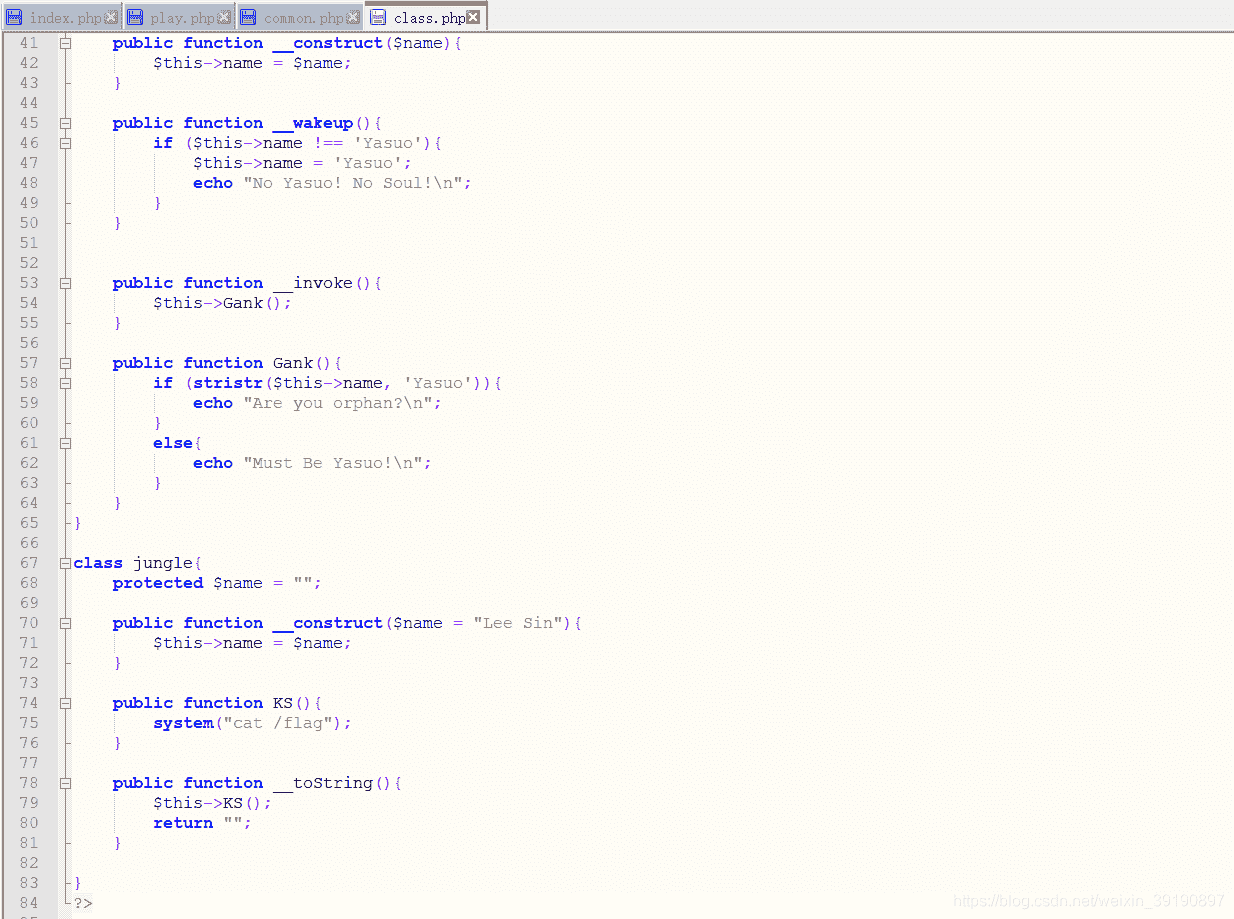 index.php play.php common.php class.php
41 public function __construct($name){
42 $this->name = $name;
43 }
44
45 public function __wakeup(){
46 if ($this->name !== 'Yasuo'){
47 $this->name = 'Yasuo';
48 echo "No Yasuo! No Soul!\n";
49 }
50 }
51
52
53 public function __invoke(){
54 $this->Gank();
55 }
56
57 public function Gank(){
58 if (stristr($this->name, 'Yasuo')){
59 echo "Are you orphan?\n";
60 }
61 else{
62 echo "Must Be Yasuo!\n";
63 }
64 }
65 }
66
67 class jungle{
68 protected $name = "";
69
70 public function __construct($name = "Lee Sin"){
71 $this->name = $name;
72 }
73
74 public function KS(){
75 system("cat /flag");
76 }
77
78 public function __toString(){
79 $this->KS();
80 return "";
81 }
82
83 }
84 ?>
https://blog.csdn.net/weixin_39190897